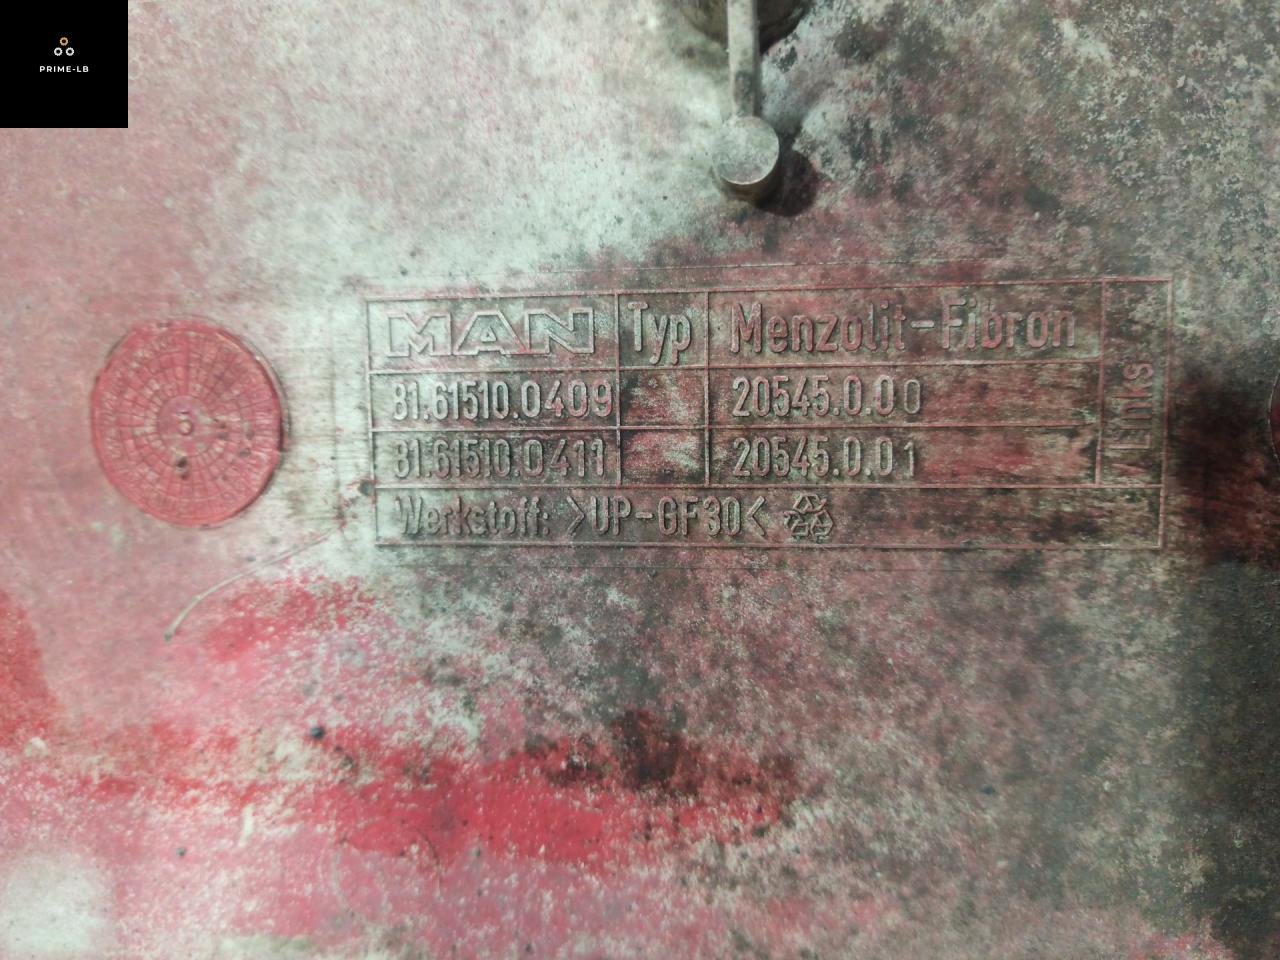 PRIME-LB
MAN Typ Menzolit-Fibron
81.61510.0409 20545.0.00
81.61510.0411 20545.0.01
Links
Werkstoff: >UP-GF30<
5